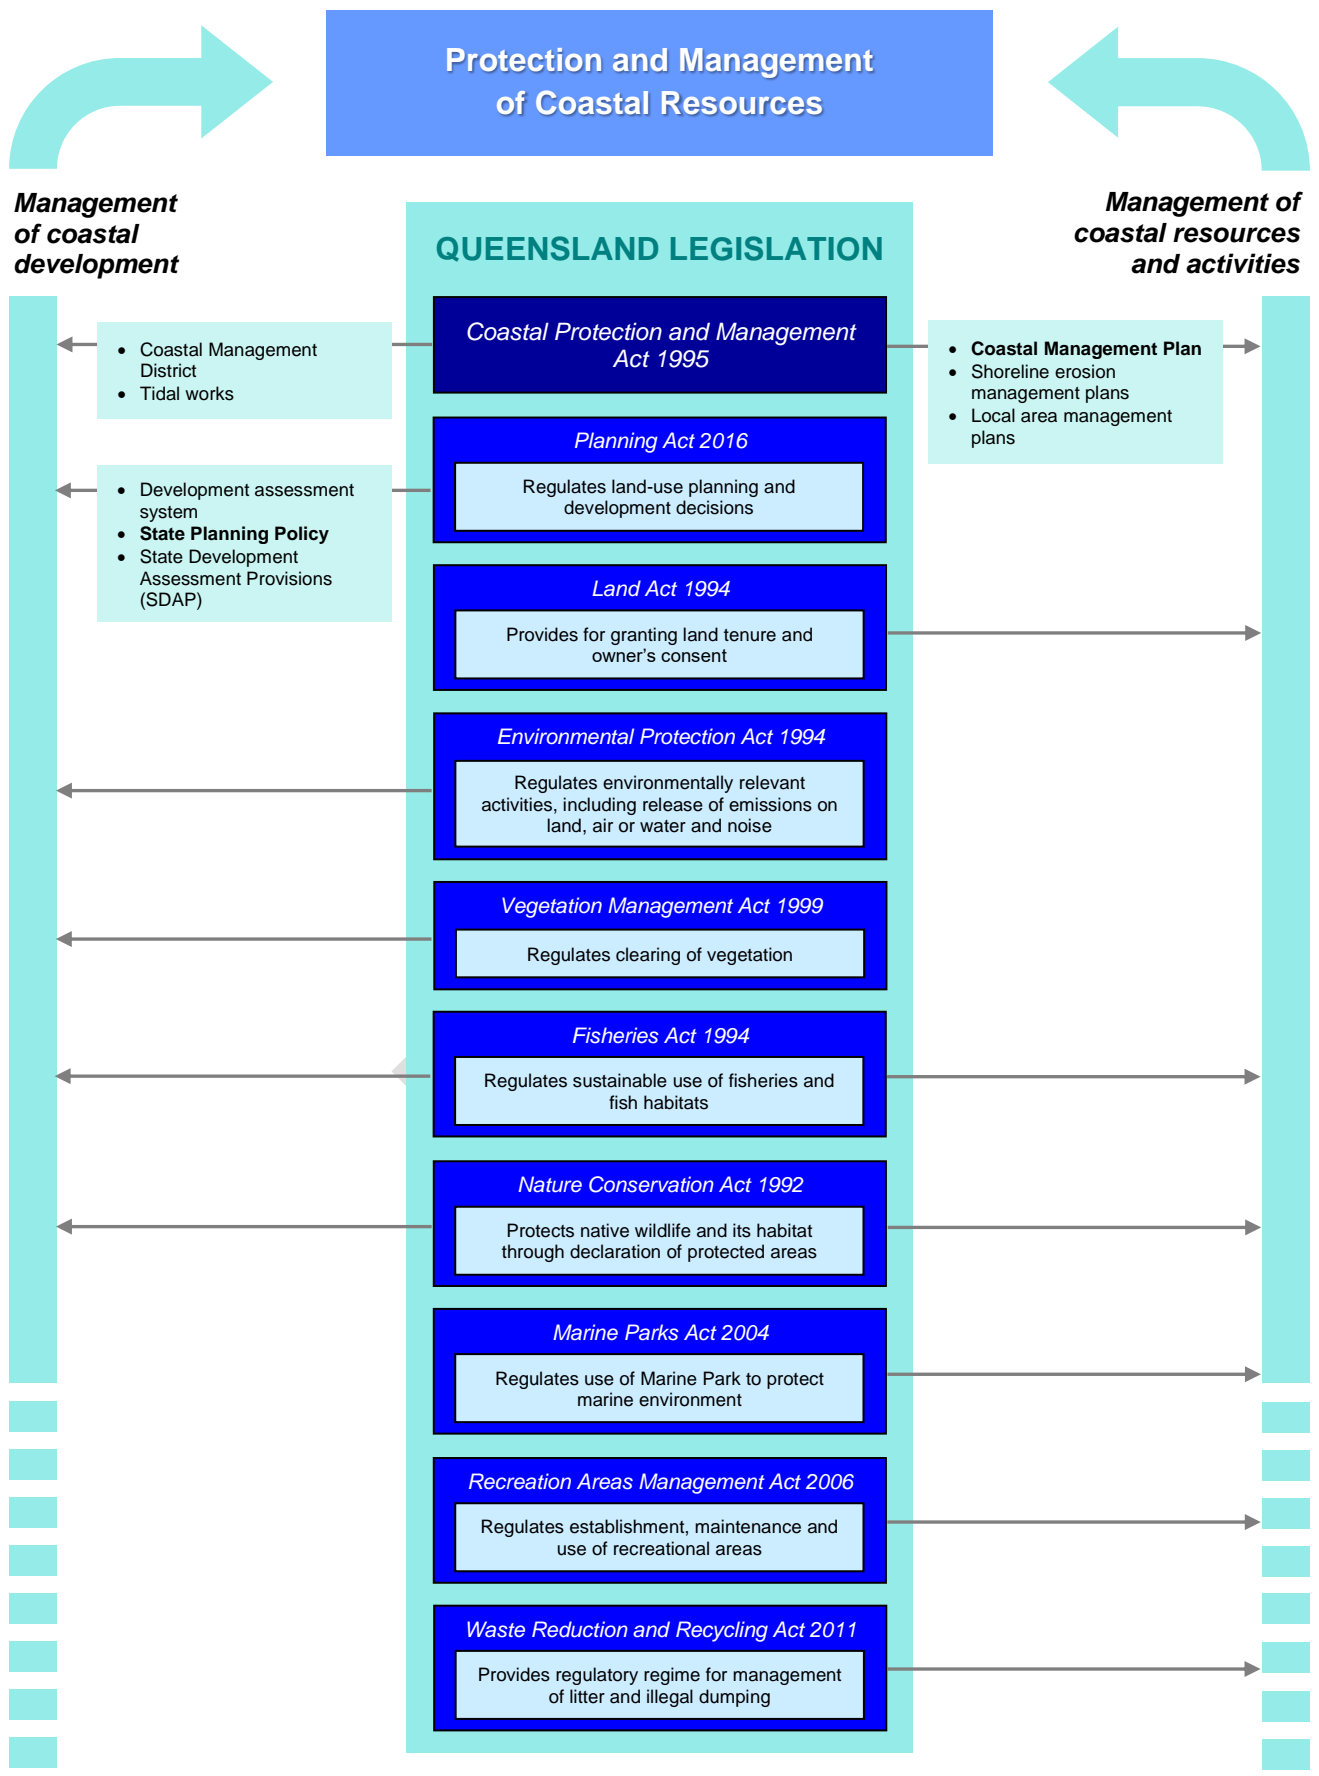 Protection and Management
of Coastal Resources
Management
of coastal
development
Management of
coastal resources
and activities
QUEENSLAND LEGISLATION
Coastal Protection and Management
Act 1995
• Coastal Management
District
• Tidal works
• Coastal Management Plan
• Shoreline erosion
management plans
• Local area management
plans
Planning Act 2016
Regulates land-use planning and
development decisions
• Development assessment
system
• State Planning Policy
• State Development
Assessment Provisions
(SDAP)
Land Act 1994
Provides for granting land tenure and
owner’s consent
Environmental Protection Act 1994
Regulates environmentally relevant
activities, including release of emissions on
land, air or water and noise
Vegetation Management Act 1999
Regulates clearing of vegetation
Fisheries Act 1994
Regulates sustainable use of fisheries and
fish habitats
Nature Conservation Act 1992
Protects native wildlife and its habitat
through declaration of protected areas
Marine Parks Act 2004
Regulates use of Marine Park to protect
marine environment
Recreation Areas Management Act 2006
Regulates establishment, maintenance and
use of recreational areas
Waste Reduction and Recycling Act 2011
Provides regulatory regime for management
of litter and illegal dumping